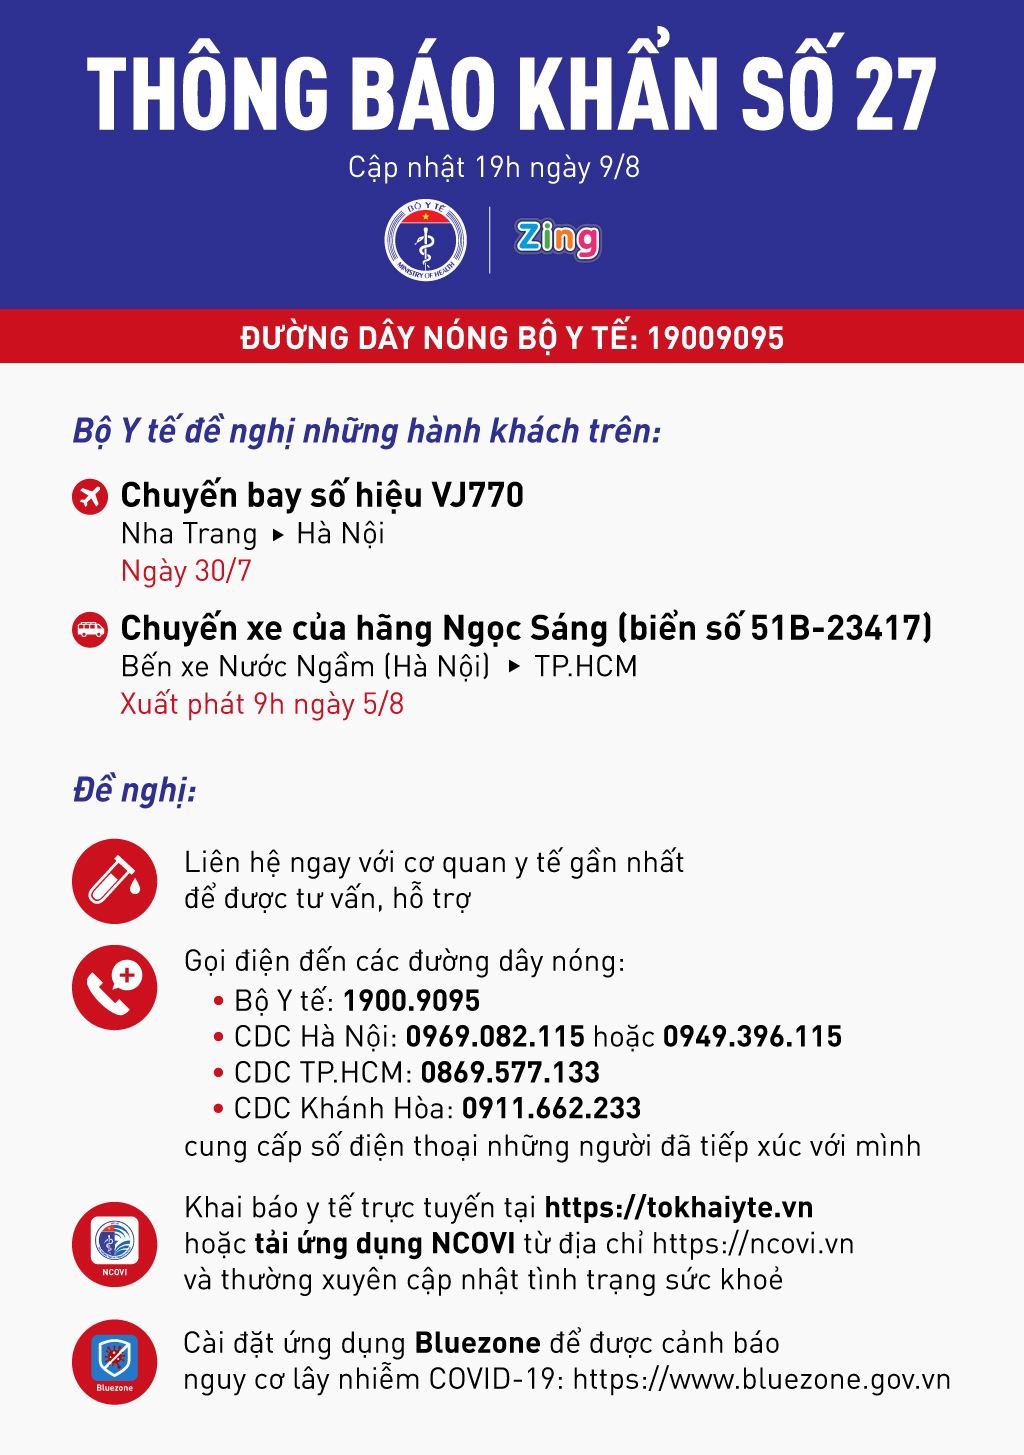 THÔNG BÁO KHẨN SỐ 27
Cập nhật 19h ngày 9/8
BỘ Y TẾ
MINISTRY OF HEALTH
Zing
ĐƯỜNG DÂY NÓNG BỘ Y TẾ: 19009095
Bộ Y tế đề nghị những hành khách trên:
Chuyến bay số hiệu VJ770
Nha Trang ▸ Hà Nội
Ngày 30/7
Chuyến xe của hãng Ngọc Sáng (biển số 51B-23417)
Bến xe Nước Ngầm (Hà Nội) ▸ TP.HCM
Xuất phát 9h ngày 5/8
Đề nghị:
Liên hệ ngay với cơ quan y tế gần nhất
để được tư vấn, hỗ trợ
Gọi điện đến các đường dây nóng:
• Bộ Y tế: 1900.9095
• CDC Hà Nội: 0969.082.115 hoặc 0949.396.115
• CDC TP.HCM: 0869.577.133
• CDC Khánh Hòa: 0911.662.233
cung cấp số điện thoại những người đã tiếp xúc với mình
Khai báo y tế trực tuyến tại https://tokhaiyte.vn
hoặc tải ứng dụng NCOVI từ địa chỉ https://ncovi.vn
và thường xuyên cập nhật tình trạng sức khoẻ
NCOVI
Cài đặt ứng dụng Bluezone để được cảnh báo
nguy cơ lây nhiễm COVID-19: https://www.bluezone.gov.vn
Bluezone